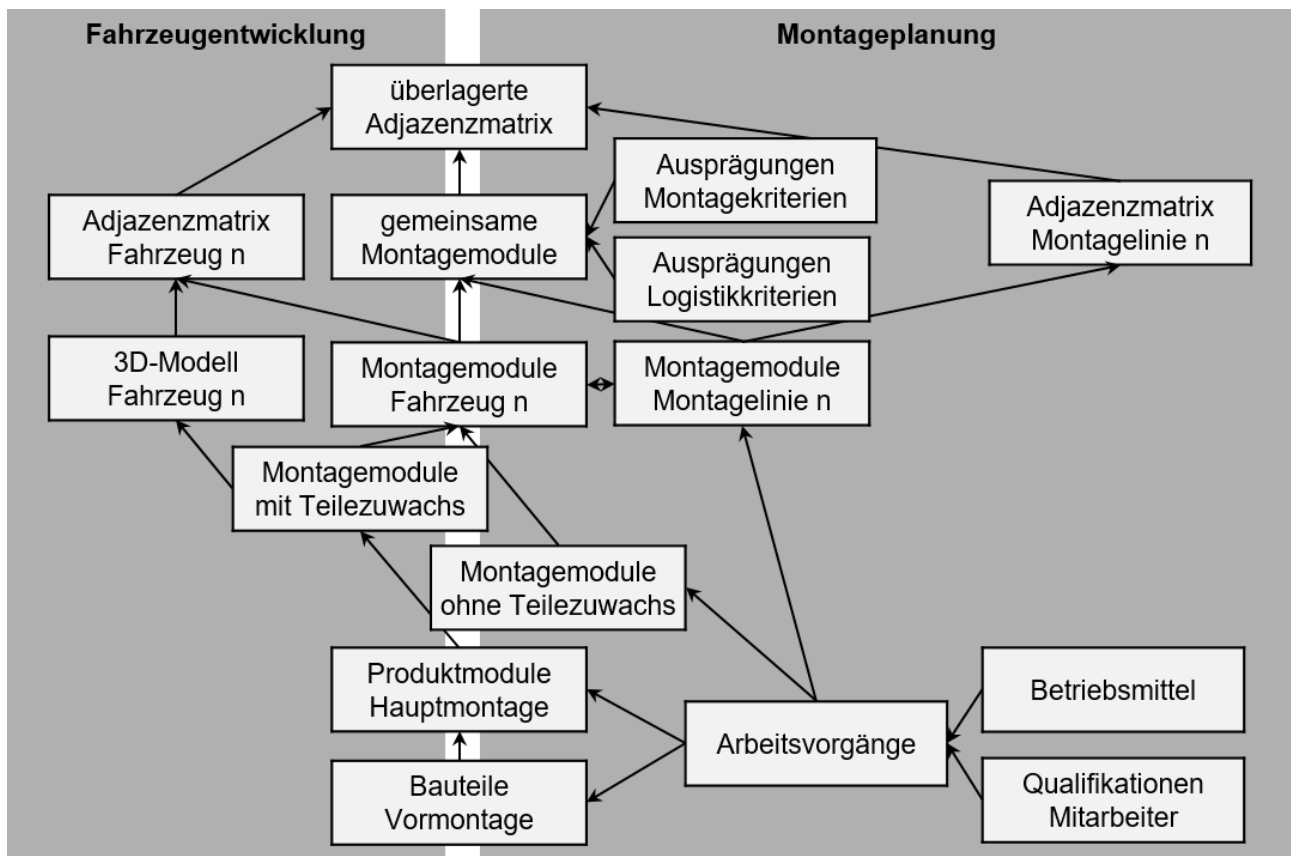 Fahrzeugentwicklung
Montageplanung
überlagerte
Adjazenzmatrix
Ausprägungen
Montagekriterien
Adjazenzmatrix
Fahrzeug n
gemeinsame
Montagemodule
Adjazenzmatrix
Montagelinie n
Ausprägungen
Logistikkriterien
3D-Modell
Fahrzeug n
Montagemodule
Fahrzeug n
Montagemodule
Montagelinie n
Montagemodule
mit Teilezuwachs
Montagemodule
ohne Teilezuwachs
Produktmodule
Hauptmontage
Betriebsmittel
Arbeitsvorgänge
Bauteile
Vormontage
Qualifikationen
Mitarbeiter